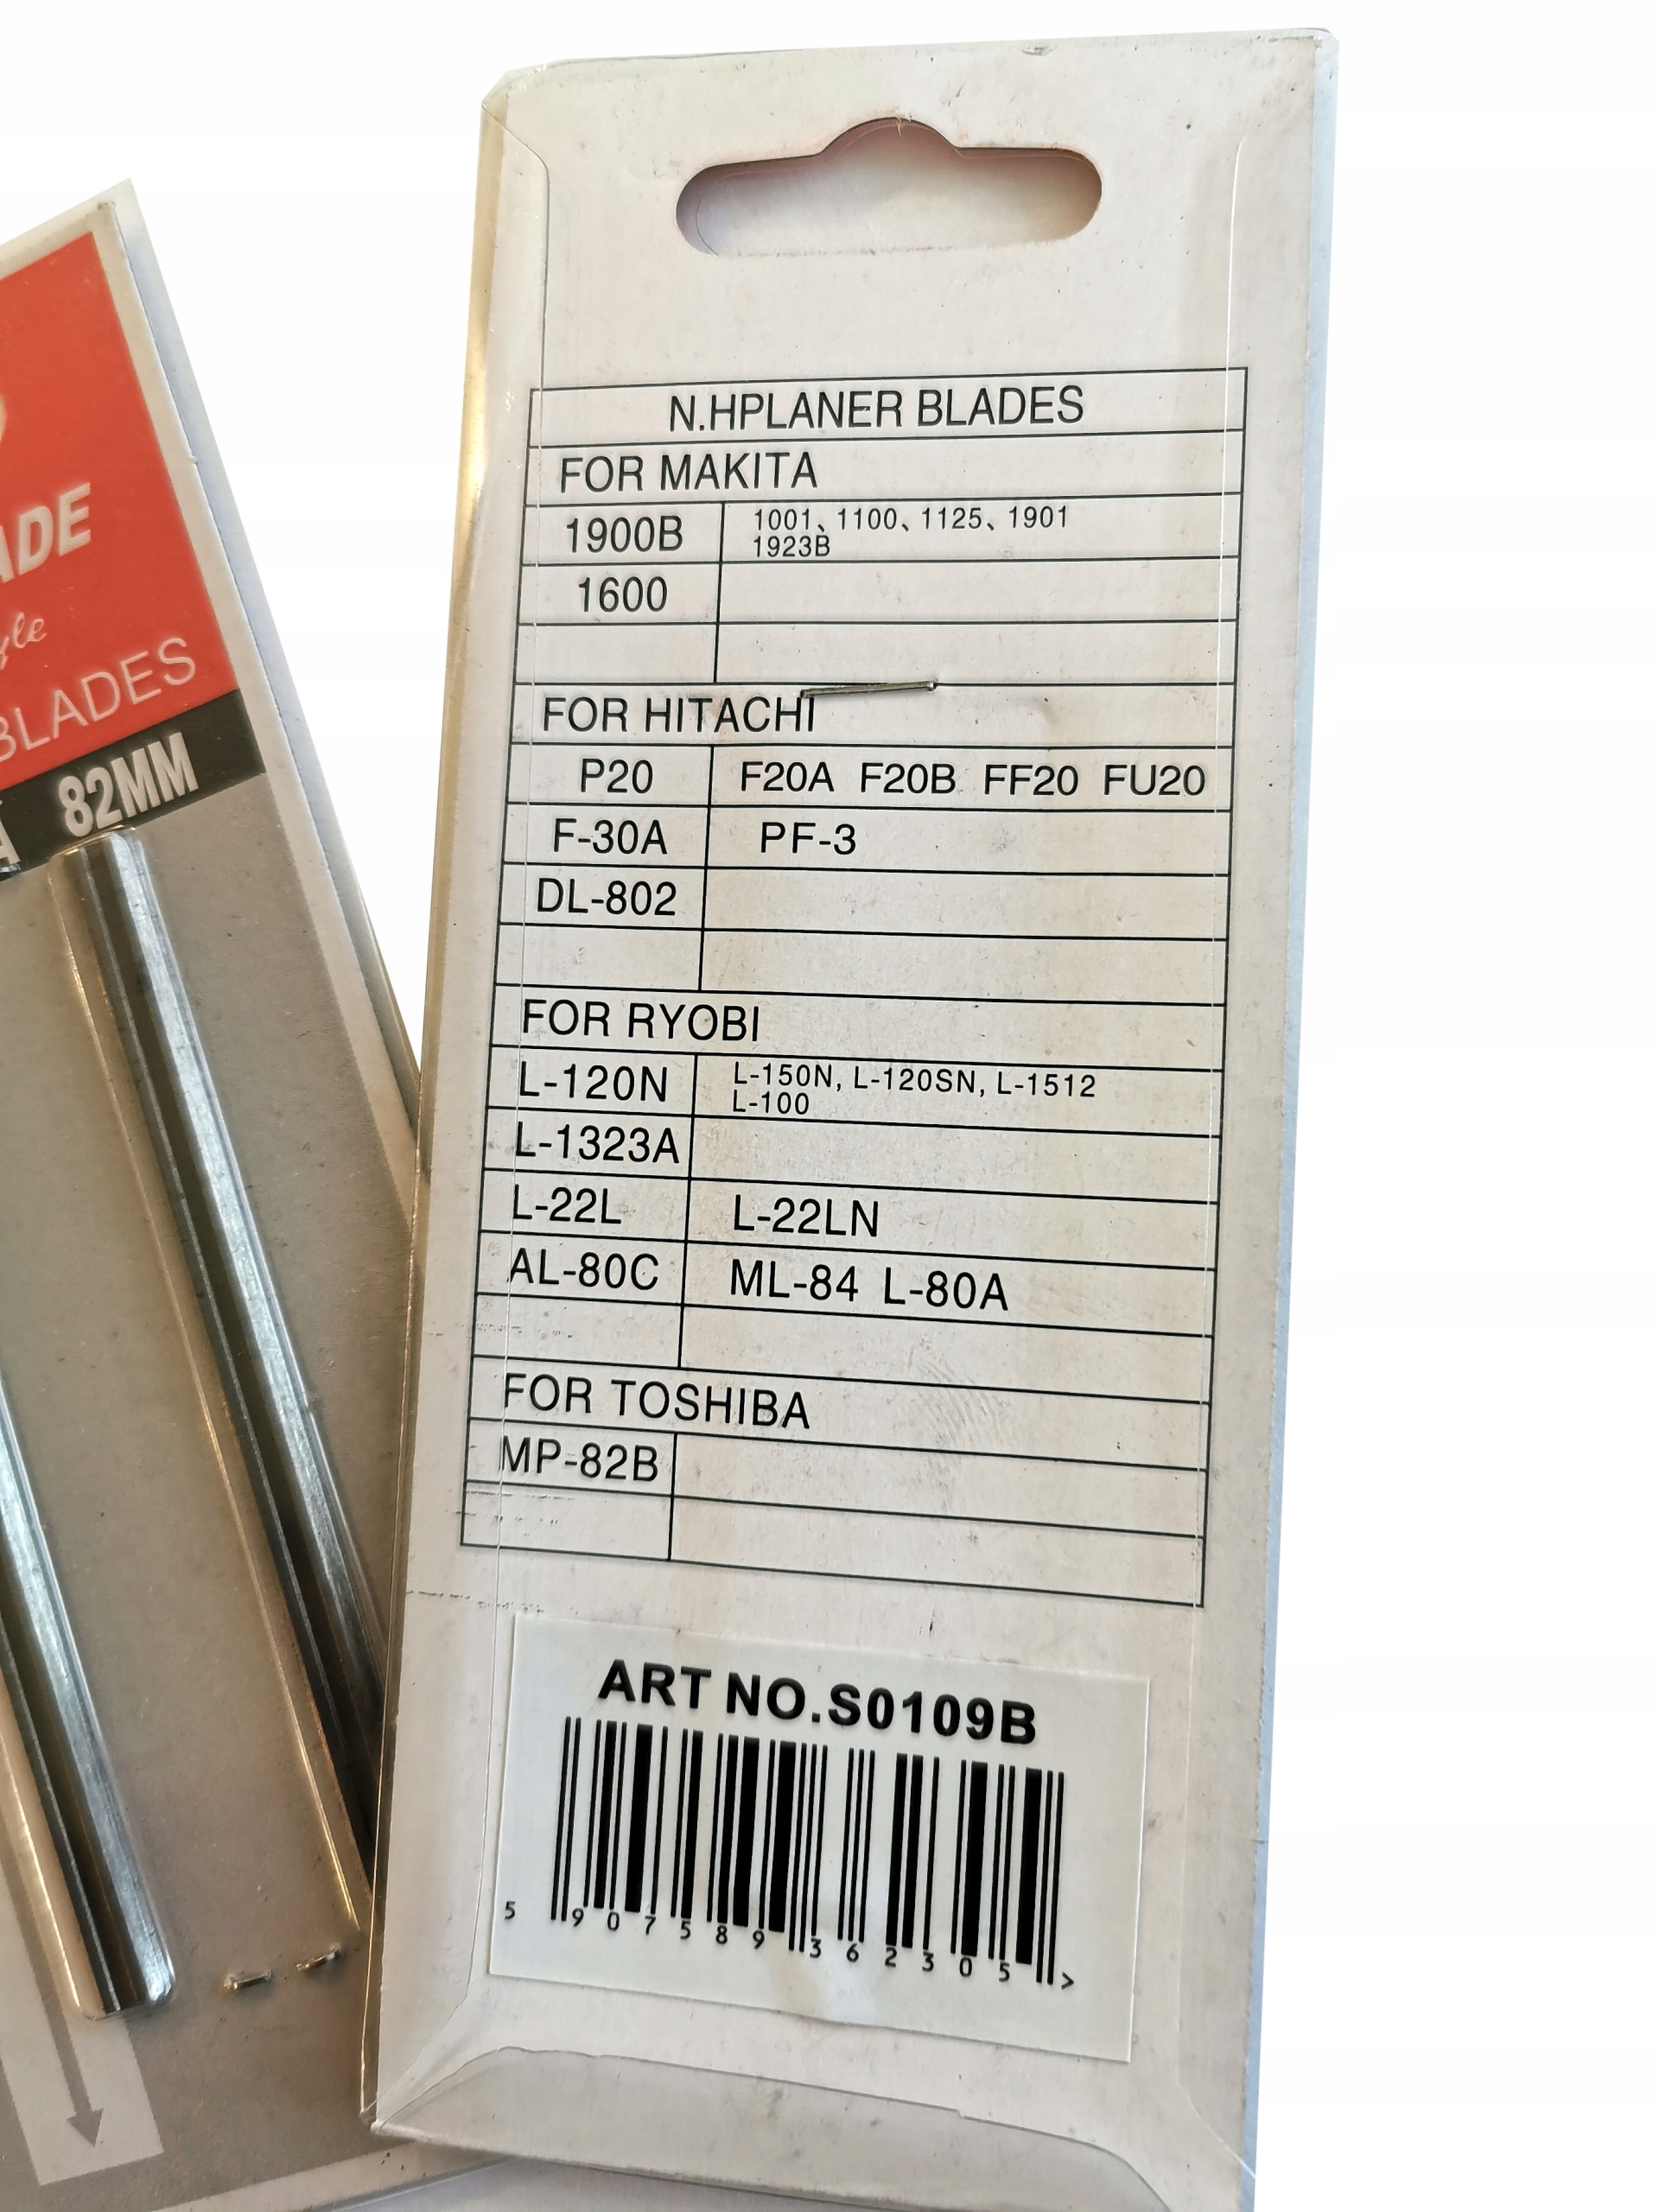 ADE
BLADES
82MM
N.HPLANER BLADES
FOR MAKITA
1900B 1001、1100、1125、1901
1923B
1600
FOR HITACHI
P20 F20A F20B FF20 FU20
F-30A PF-3
DL-802
FOR RYOBI
L-120N L-150N, L-120SN, L-1512
L-100
L-1323A
L-22L L-22LN
AL-80C ML-84 L-80A
FOR TOSHIBA
MP-82B
ART NO.S0109B
5 907589 362305 >